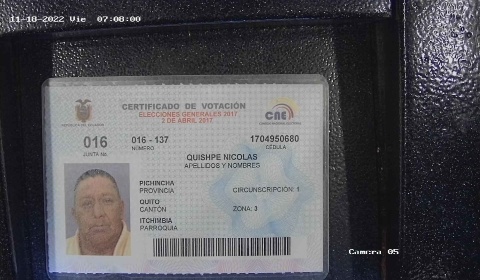 11-18-2022 Vie 07:08:00
CERTIFICADO DE VOTACIÓN
ELECCIONES GENERALES 2017
2 DE ABRIL 2017
CNE
016
JUNTA No
016 - 137
NÚMERO
1704950680
CÉDULA
QUISHPE NICOLAS
APELLIDOS Y NOMBRES
PICHINCHA
PROVINCIA
CIRCUNSCRIPCIÓN: 1
QUITO
CANTÓN
ZONA: 3
ITCHIMBIA
PARROQUIA
Camera 05